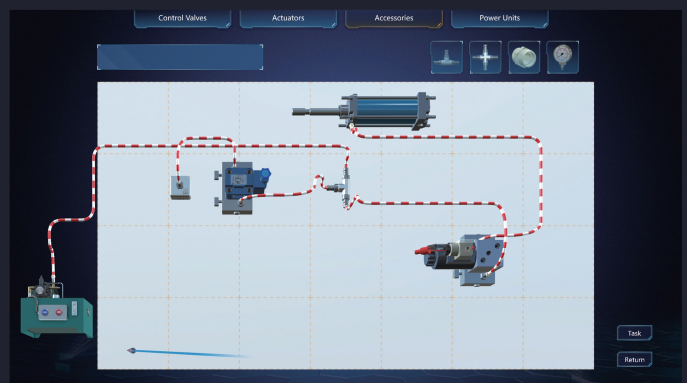 Control Valves
Actuators
Accessories
Power Units
Task
Return